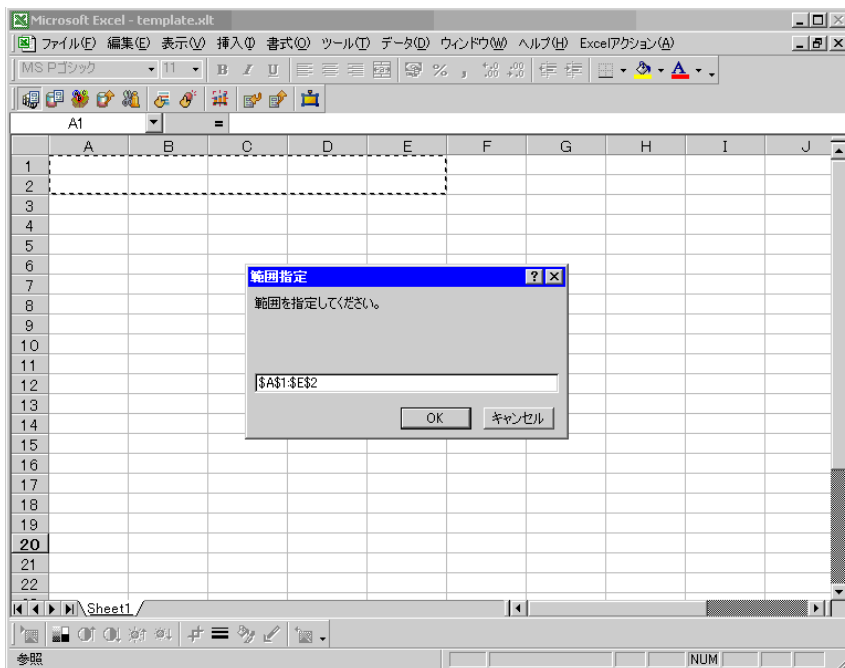 Microsoft Excel - template.xlt
ファイル(F) 編集(E) 表示(V) 挿入(I) 書式(O) ツール(T) データ(D) ウィンドウ(W) ヘルプ(H) Excelアクション(A)
MS Pゴシック 11 B I U % ,
A1 =
A B C D E F G H I J
1
2
3
4
5
6
7
8
9
10
11
12
13
14
15
16
17
18
19
20
21
22
範囲指定
範囲を指定してください。
$A$1:$E$2
OK キャンセル
Sheet1
参照 NUM